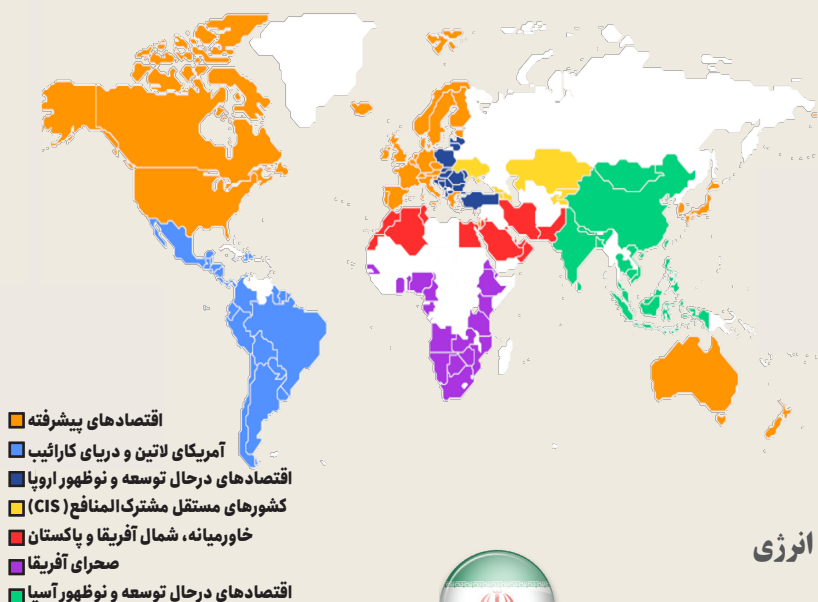 اقتصادهای پیشرفته
آمریکای لاتین و دریای کارائیب
اقتصادهای درحال توسعه و نوظهور اروپا
کشورهای مستقل مشترک‌المنافع( CIS)
خاورمیانه، شمال آفریقا و پاکستان
صحرای آفریقا
اقتصادهای درحال توسعه و نوظهور آسیا
انرژی